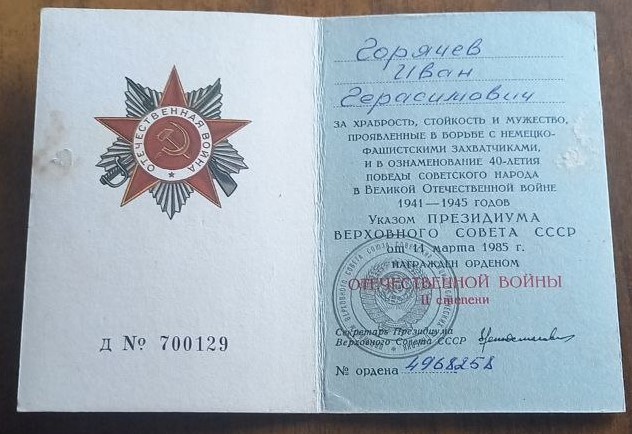 ОТЕЧЕСТВЕННАЯ ВОЙНА
Д № 700129
Горячев
Иван
Герасимович
ЗА ХРАБРОСТЬ, СТОЙКОСТЬ И МУЖЕСТВО,
ПРОЯВЛЕННЫЕ В БОРЬБЕ С НЕМЕЦКО-
ФАШИСТСКИМИ ЗАХВАТЧИКАМИ,
И В ОЗНАМЕНОВАНИЕ 40-ЛЕТИЯ
ПОБЕДЫ СОВЕТСКОГО НАРОДА
В ВЕЛИКОЙ ОТЕЧЕСТВЕННОЙ ВОЙНЕ
1941—1945 ГОДОВ
УКАЗОМ ПРЕЗИДИУМА
ВЕРХОВНОГО СОВЕТА СССР
от 11 марта 1985 г.
НАГРАЖДЕН ОРДЕНОМ
ОТЕЧЕСТВЕННОЙ ВОЙНЫ
II степени
Секретарь Президиума
Верховного Совета СССР
№ ордена 4968258